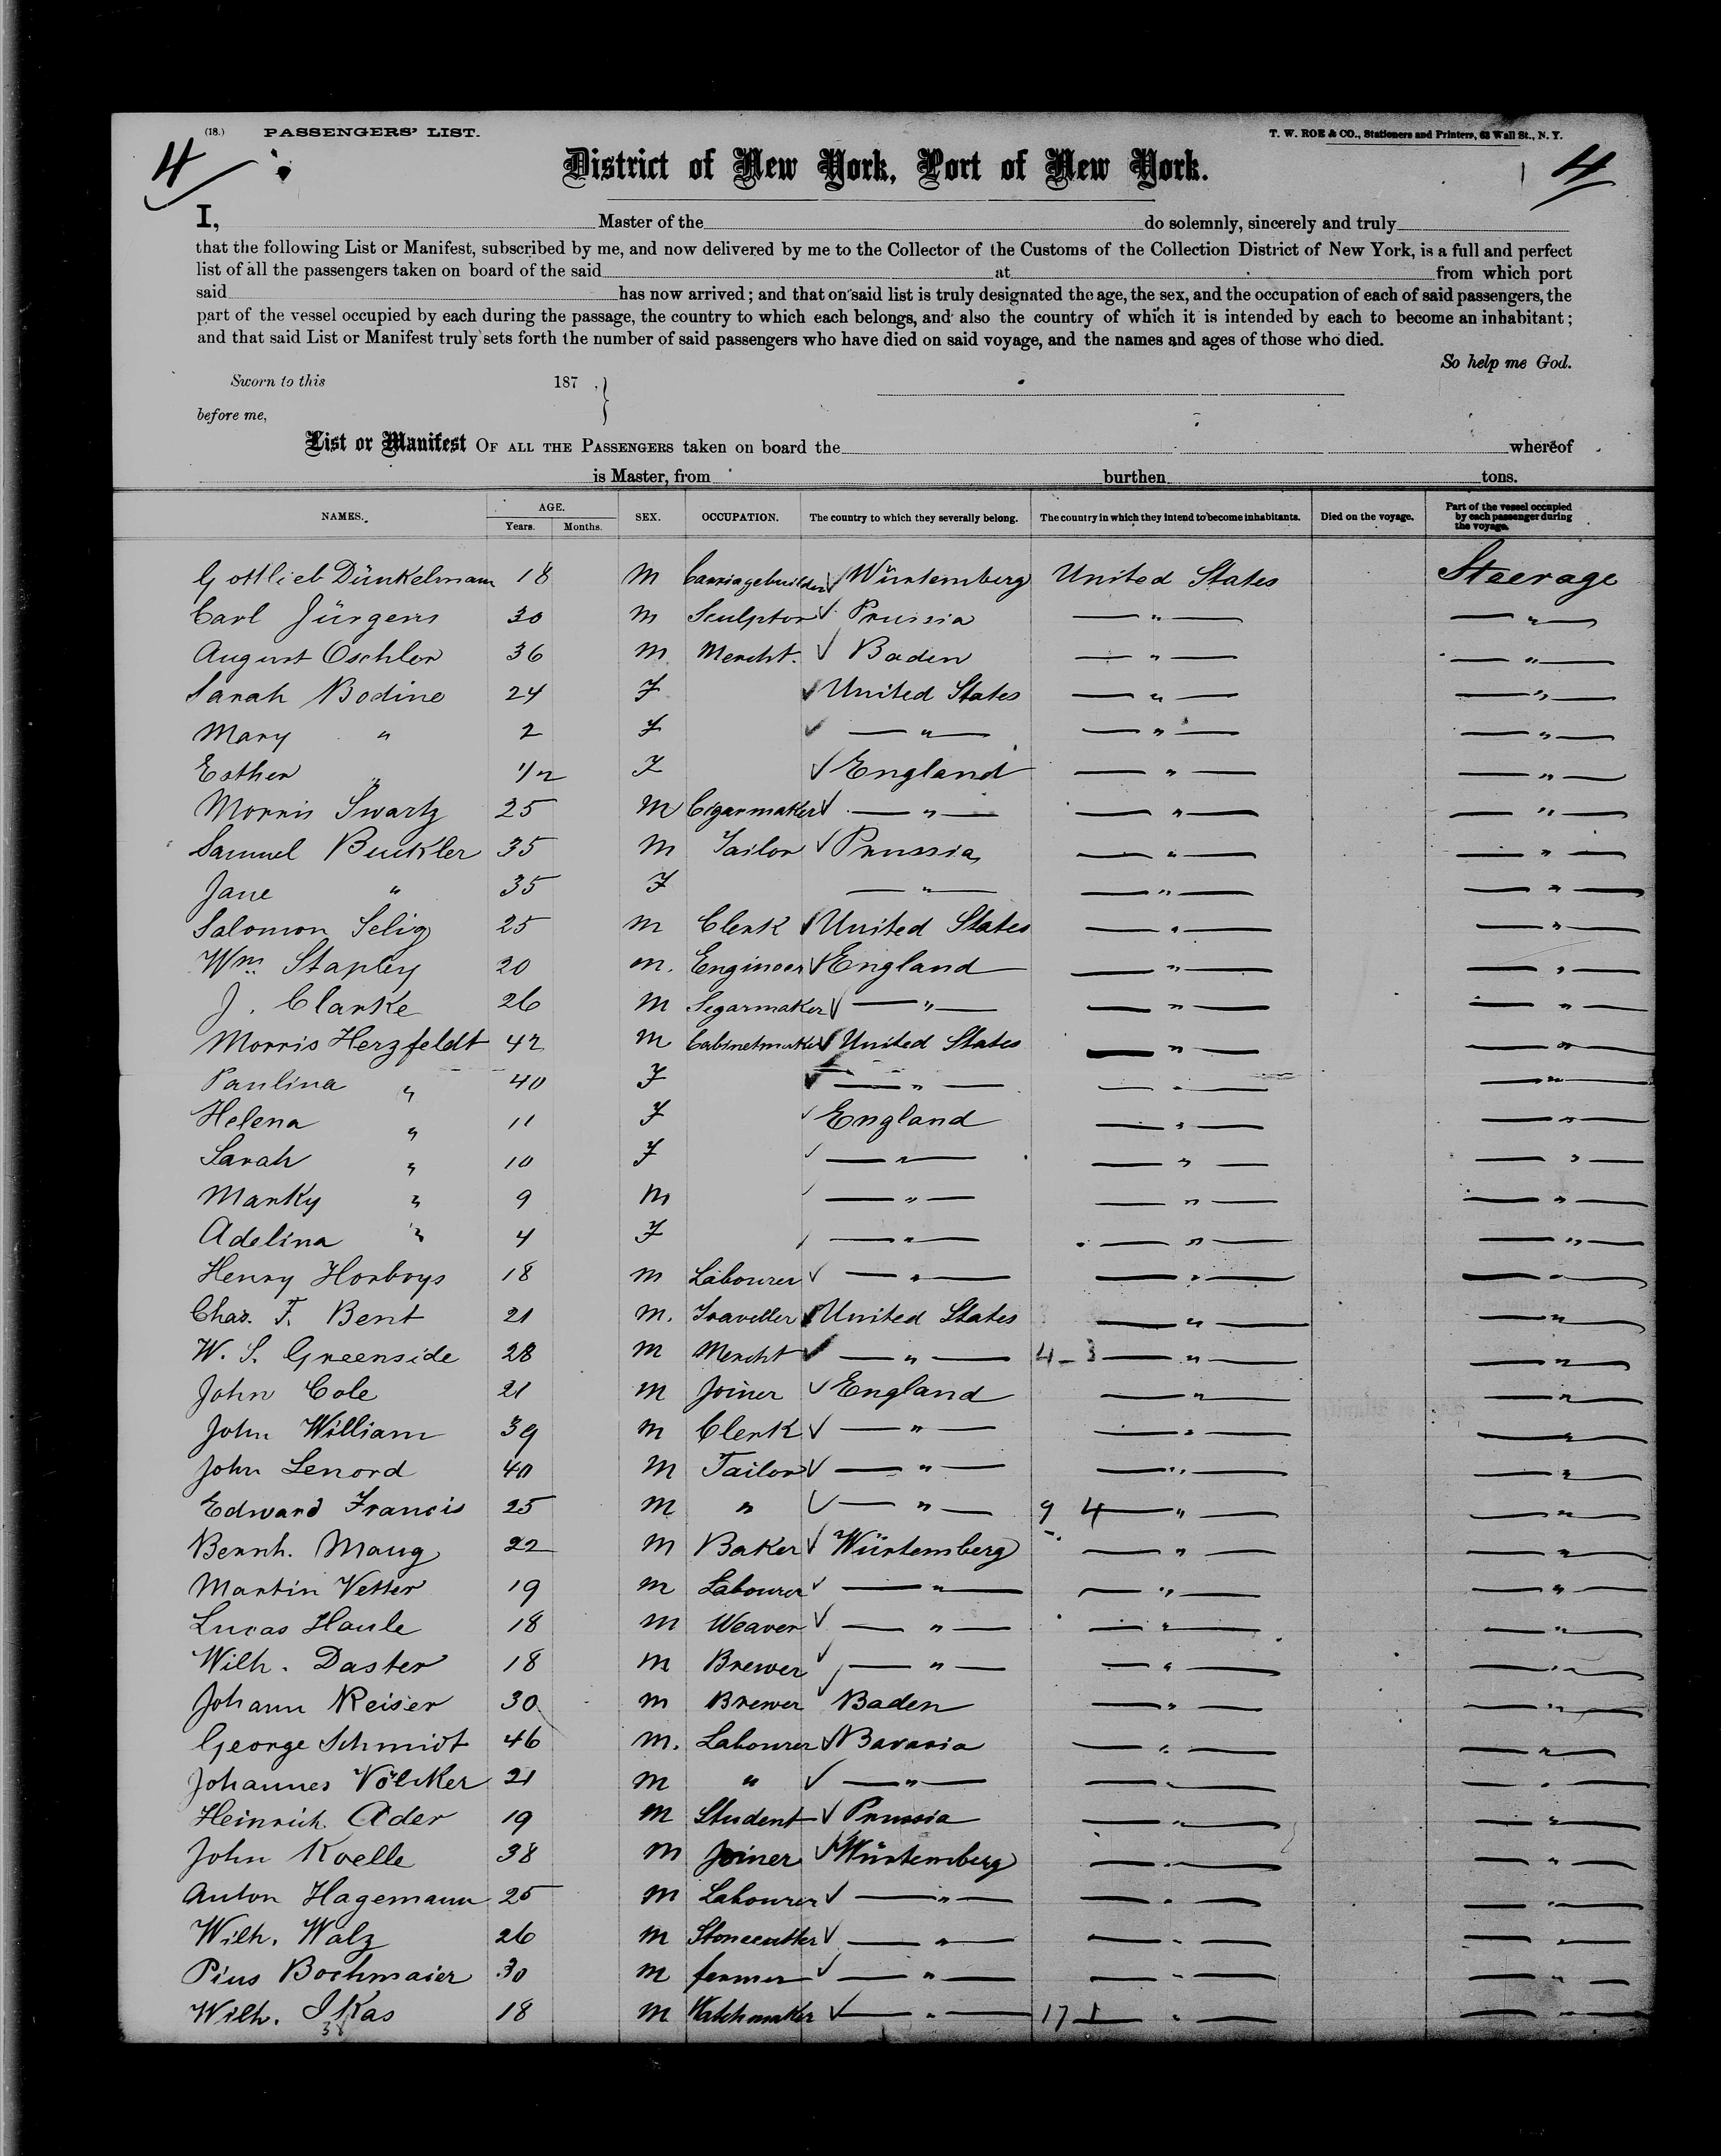 (18.) PASSENGERS' LIST. T. W. ROE & CO., Stationers and Printers, 63 Wall St., N. Y.
4 4
District of New York, Port of New York.
I, Master of the do solemnly, sincerely and truly
that the following List or Manifest, subscribed by me, and now delivered by me to the Collector of the Customs of the Collection District of New York, is a full and perfect
list of all the passengers taken on board of the said at from which port
said has now arrived; and that on said list is truly designated the age, the sex, and the occupation of each of said passengers, the
part of the vessel occupied by each during the passage, the country to which each belongs, and also the country of which it is intended by each to become an inhabitant;
and that said List or Manifest truly sets forth the number of said passengers who have died on said voyage, and the names and ages of those who died.
So help me God.
Sworn to this 187 .}
before me,
List or Manifest OF ALL THE PASSENGERS taken on board the whereof
is Master, from burthen tons.
NAMES. AGE. Years. Months. SEX. OCCUPATION. The country to which they severally belong. The country in which they intend to become inhabitants. Died on the voyage. Part of the vessel occupied by each passenger during the voyage.
Gottlieb Dünkelmann 18 M Carriagebuilder Würtemberg United States Steerage
Carl Jürgens 30 M Sculptor Prussia " "
August Oschler 36 M Mercht. Baden " "
Sarah Bodine 24 F United States " "
Mary " 2 F " " "
Esther " 1/2 F England " "
Morris Swartz 25 M Cigarmaker " " "
Samuel Buckler 35 M Tailor Prussia " "
Jane " 35 F " " "
Salomon Selig 25 M Clerk United States " "
Wm. Stapley 20 M. Engineer England " "
J. Clarke 26 M Segarmaker " " "
Morris Herzfeldt 42 M Cabinetmaker United States " "
Paulina " 40 F " " "
Helena " 11 F England " "
Sarah " 10 F " " "
Marky " 9 M " " "
Adelina " 4 F " " "
Henry Horboys 18 M Labourer " " "
Chas. F. Bent 21 M. Traveller United States " "
W. S. Greenside 28 M Mercht " 4-3 " "
John Cole 21 M Joiner England " "
John William 39 M Clerk " " "
John Lenord 40 M Tailor " " "
Edward Francis 25 M " " 9 4 " "
Bernh. Maug 22 M Baker Würtemberg " "
Martin Vetter 19 M Labourer " " "
Lucas Haule 18 M Weaver " " "
Wilh. Daster 18 M Brewer " " "
Johann Reiser 30 M Brewer Baden " "
George Schmidt 46 M. Labourer Bavaria " "
Johannes Völcker 21 M " " " "
Heinrich Ader 19 M Student Prussia " "
John Koelle 38 M Joiner Würtemberg " "
Anton Hagemann 25 M Labourer " " "
Wilh. Walz 26 M Stonecutter " " "
Pius Bochmaier 30 M farmer " " "
Wilh. Ikas 18 M Watchmaker " 17 1 " "
38